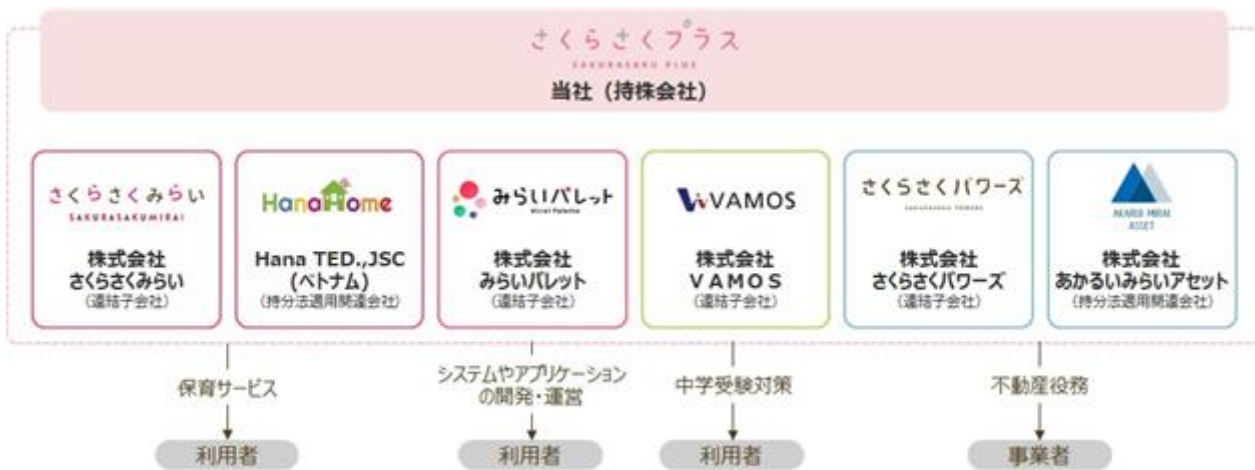 さくらさくプラス
SAKURASAKU PLUS
当社（持株会社）
さくらさくみらい
SAKURASAKUMIRAI
株式会社
さくらさくみらい
（連結子会社）
HanaHome
Hana TED.,JSC
(ベトナム)
（持分法適用関連会社）
みらいパレット
Mirai Palette
株式会社
みらいパレット
（連結子会社）
VAMOS
株式会社
ＶＡＭＯＳ
（連結子会社）
さくらさくパワーズ
SAKURASAKU POWERS
株式会社
さくらさくパワーズ
（連結子会社）
AKARUI MIRAI
ASSET
株式会社
あかるいみらいアセット
（持分法適用関連会社）
保育サービス
利用者
システムやアプリケーション
の開発・運営
利用者
中学受験対策
利用者
不動産役務
事業者